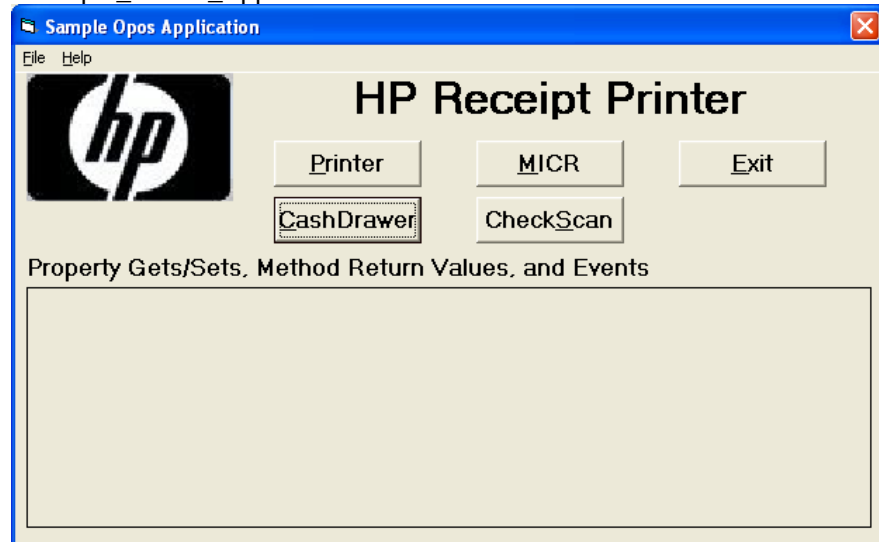 Sample Opos Application
File Help
hp
HP Receipt Printer
Printer MICR Exit
CashDrawer CheckScan
Property Gets/Sets, Method Return Values, and Events